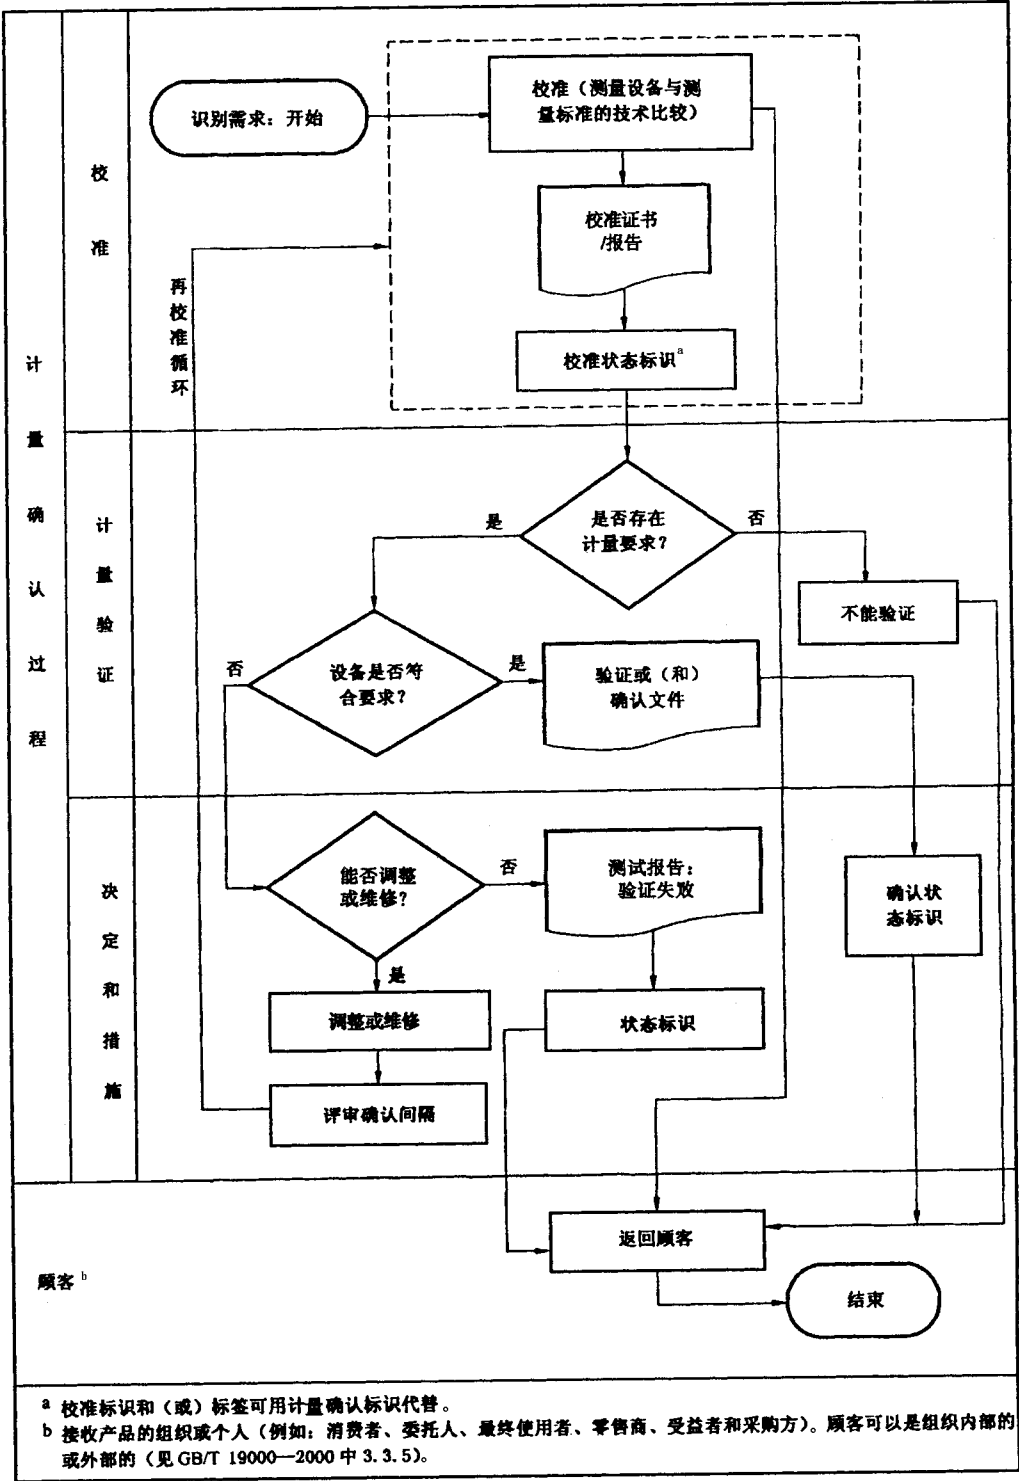 计量确认过程
校准
识别需求：开始
校准（测量设备与测
量标准的技术比较）
校准证书
/报告
校准状态标识a
再校准循环
计量验证
是否存在
计量要求？
是
否
不能验证
设备是否符
合要求？
否
是
验证或（和）
确认文件
决定和措施
能否调整
或维修？
否
是
测试报告：
验证失败
确认状
态标识
调整或维修
状态标识
评审确认间隔
返回顾客
顾客b
结束
a 校准标识和（或）标签可用计量确认标识代替。
b 接收产品的组织或个人（例如：消费者、委托人、最终使用者、零售商、受益者和采购方）。顾客可以是组织内部的
或外部的（见 GB/T 19000—2000 中 3.3.5）。